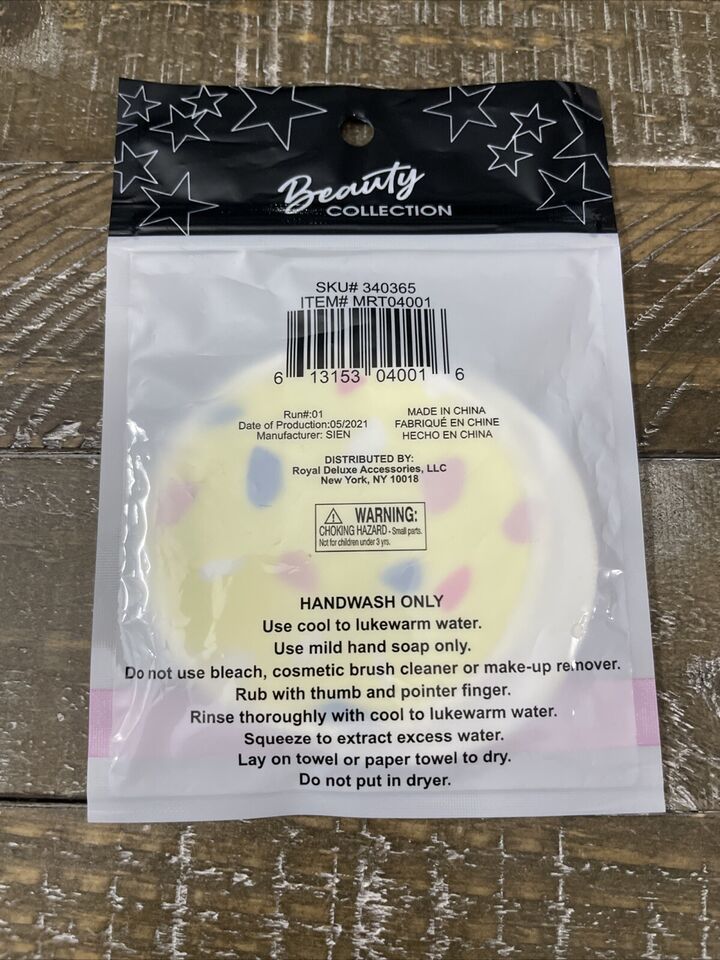 Beauty
COLLECTION
SKU# 340365
ITEM# MRT04001
6 13153 04001 6
Run#:01
Date of Production:05/2021
Manufacturer: SIEN
MADE IN CHINA
FABRIQUÉ EN CHINE
HECHO EN CHINA
DISTRIBUTED BY:
Royal Deluxe Accessories, LLC
New York, NY 10018
WARNING:
CHOKING HAZARD - Small parts.
Not for children under 3 yrs.
HANDWASH ONLY
Use cool to lukewarm water.
Use mild hand soap only.
Do not use bleach, cosmetic brush cleaner or make-up remover.
Rub with thumb and pointer finger.
Rinse thoroughly with cool to lukewarm water.
Squeeze to extract excess water.
Lay on towel or paper towel to dry.
Do not put in dryer.